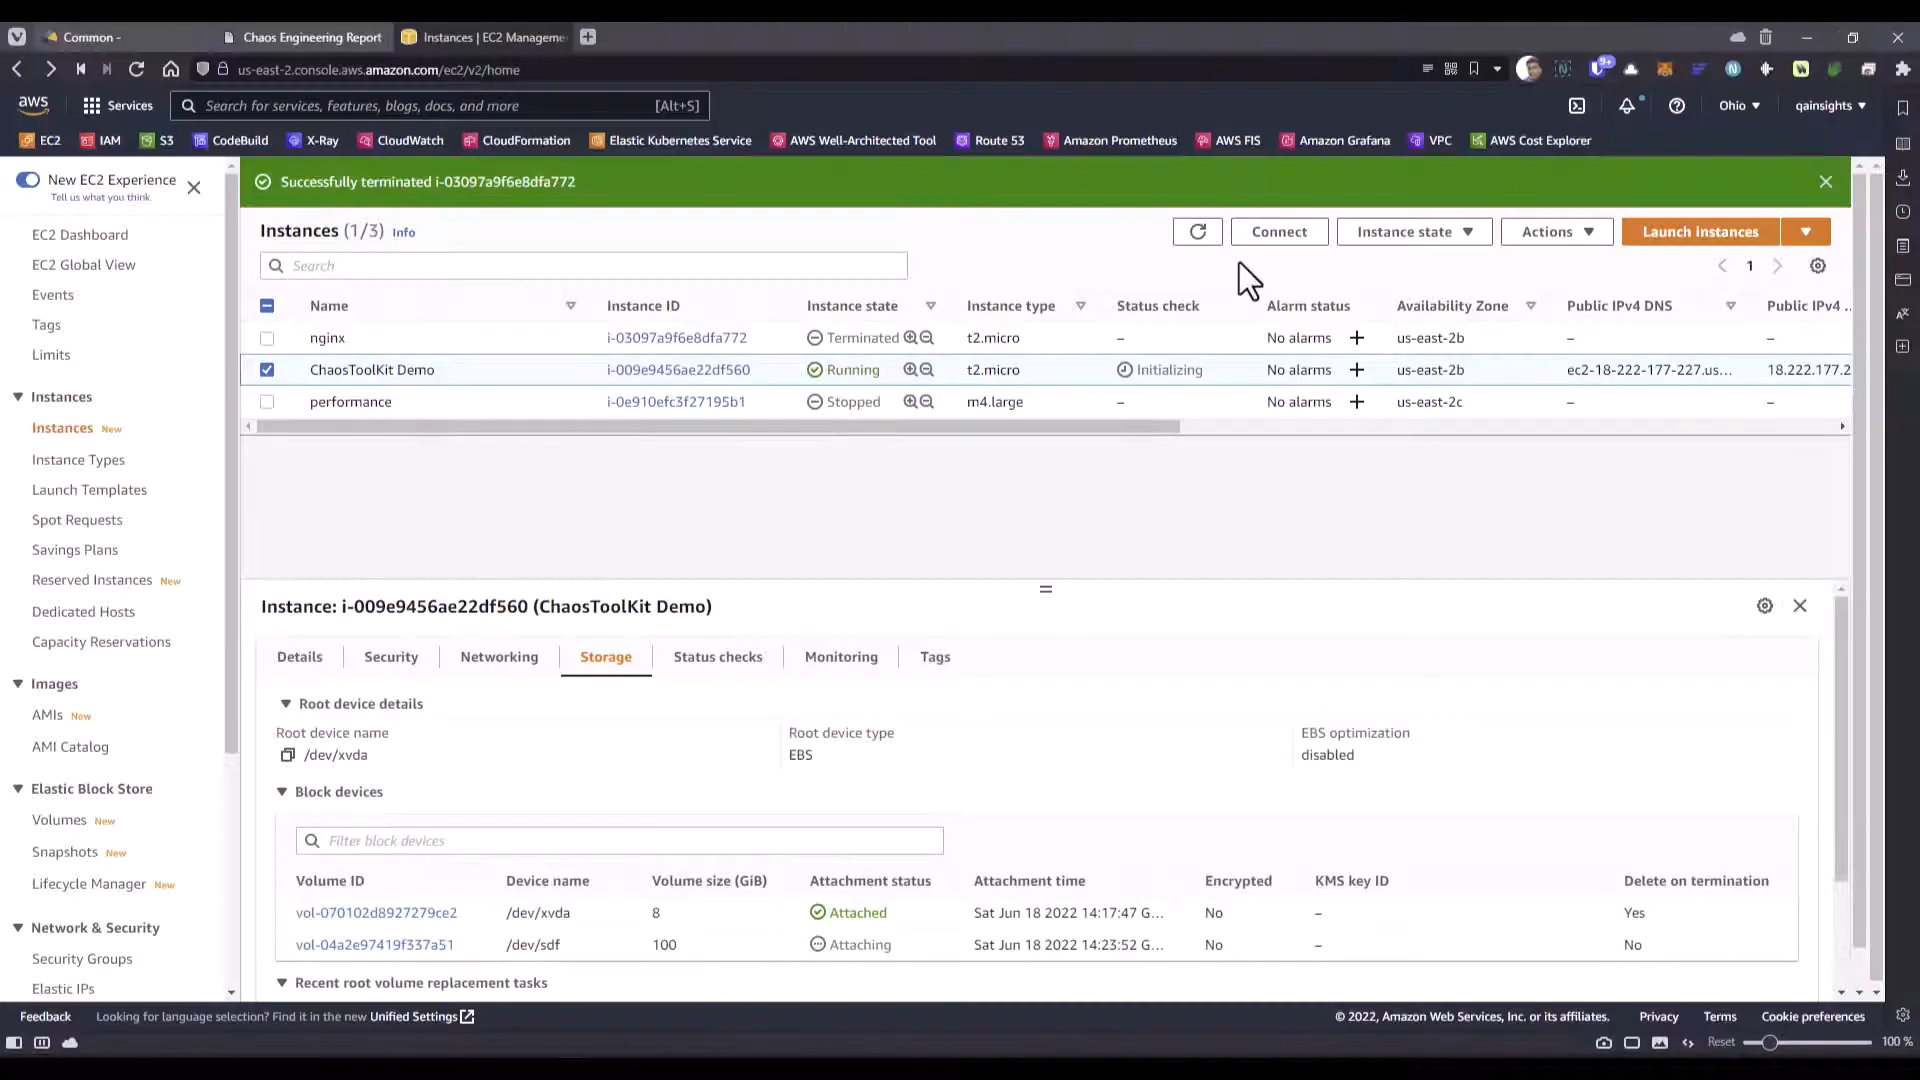 Common -
Chaos Engineering Report
Instances | EC2 Manageme
us-east-2.console.aws.amazon.com/ec2/v2/home
9+
aws
Services
Search for services, features, blogs, docs, and more
[Alt+S]
Ohio
qainsights
EC2
IAM
S3
CodeBuild
X-Ray
CloudWatch
CloudFormation
Elastic Kubernetes Service
AWS Well-Architected Tool
Route 53
Amazon Prometheus
AWS FIS
Amazon Grafana
VPC
AWS Cost Explorer
New EC2 Experience
Tell us what you think
EC2 Dashboard
EC2 Global View
Events
Tags
Limits
Instances
Instances New
Instance Types
Launch Templates
Spot Requests
Savings Plans
Reserved Instances New
Dedicated Hosts
Capacity Reservations
Images
AMIs New
AMI Catalog
Elastic Block Store
Volumes New
Snapshots New
Lifecycle Manager New
Network & Security
Security Groups
Elastic IPs
Successfully terminated i-03097a9f6e8dfa772
Instances (1/3) Info
Connect
Instance state
Actions
Launch instances
Search
1
Name Instance ID Instance state Instance type Status check Alarm status Availability Zone Public IPv4 DNS Public IPv4 ..
nginx i-03097a9f6e8dfa772 Terminated t2.micro – No alarms + us-east-2b – –
ChaosToolKit Demo i-009e9456ae22df560 Running t2.micro Initializing No alarms + us-east-2b ec2-18-222-177-227.us... 18.222.177.2
performance i-0e910efc3f27195b1 Stopped m4.large – No alarms + us-east-2c – –
Instance: i-009e9456ae22df560 (ChaosToolKit Demo)
Details
Security
Networking
Storage
Status checks
Monitoring
Tags
Root device details
Root device name Root device type EBS optimization
/dev/xvda EBS disabled
Block devices
Filter block devices
Volume ID Device name Volume size (GiB) Attachment status Attachment time Encrypted KMS key ID Delete on termination
vol-070102d8927279ce2 /dev/xvda 8 Attached Sat Jun 18 2022 14:17:47 G... No – Yes
vol-04a2e97419f337a51 /dev/sdf 100 Attaching Sat Jun 18 2022 14:23:52 G... No – No
Recent root volume replacement tasks
Feedback
Looking for language selection? Find it in the new Unified Settings
© 2022, Amazon Web Services, Inc. or its affiliates.
Privacy
Terms
Cookie preferences
Reset
100 %